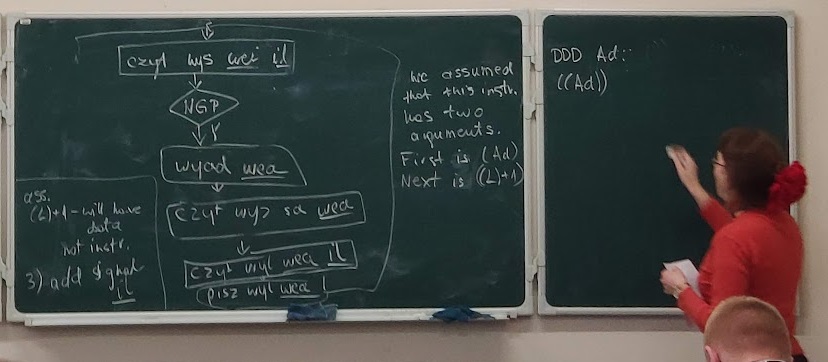 czyt wys wei il
NGP
Y
wyad wea
czyt wys sa wea
czyt wyl wea il
pisz wyl wea
ass.
(L)+1 - will have
data
not instr.
3) add signal
il
We assumed
that this instr.
has two
arguments.
First is (Ad)
Next is ((L)+1)
DDD Ad::
((Ad))